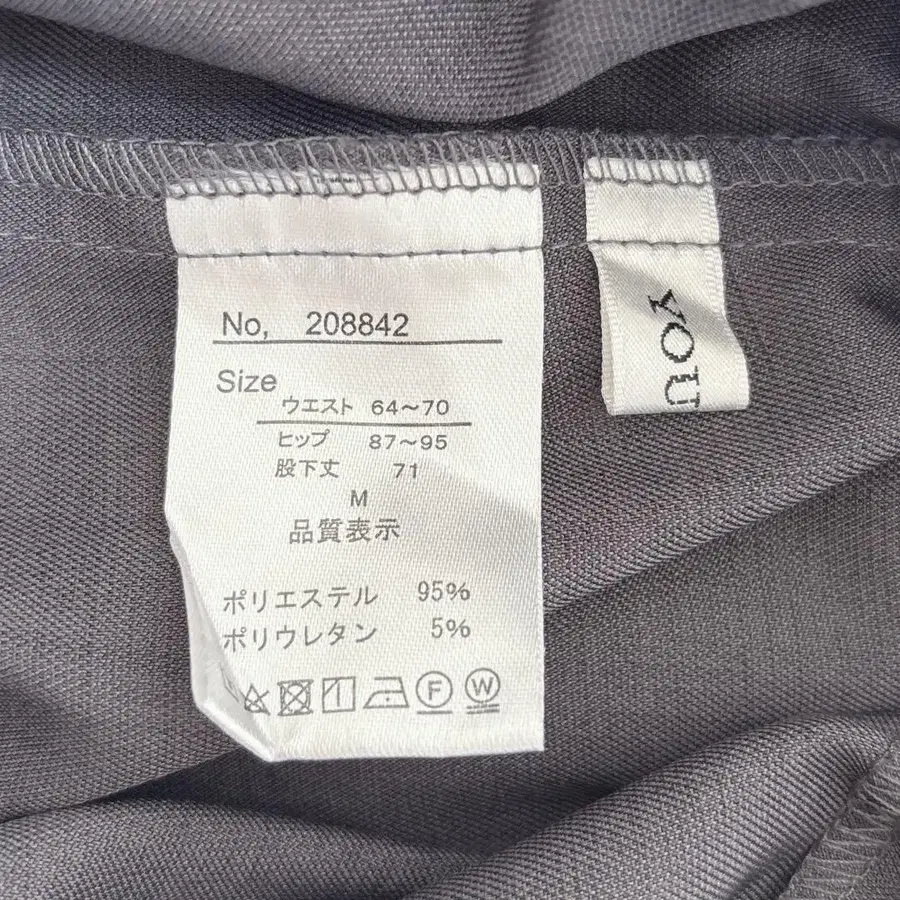 No, 208842
Size
ウエスト 64～70
ヒップ 87～95
股下丈 71
M
品質表示
ポリエステル 95%
ポリウレタン 5%
F W
YOU